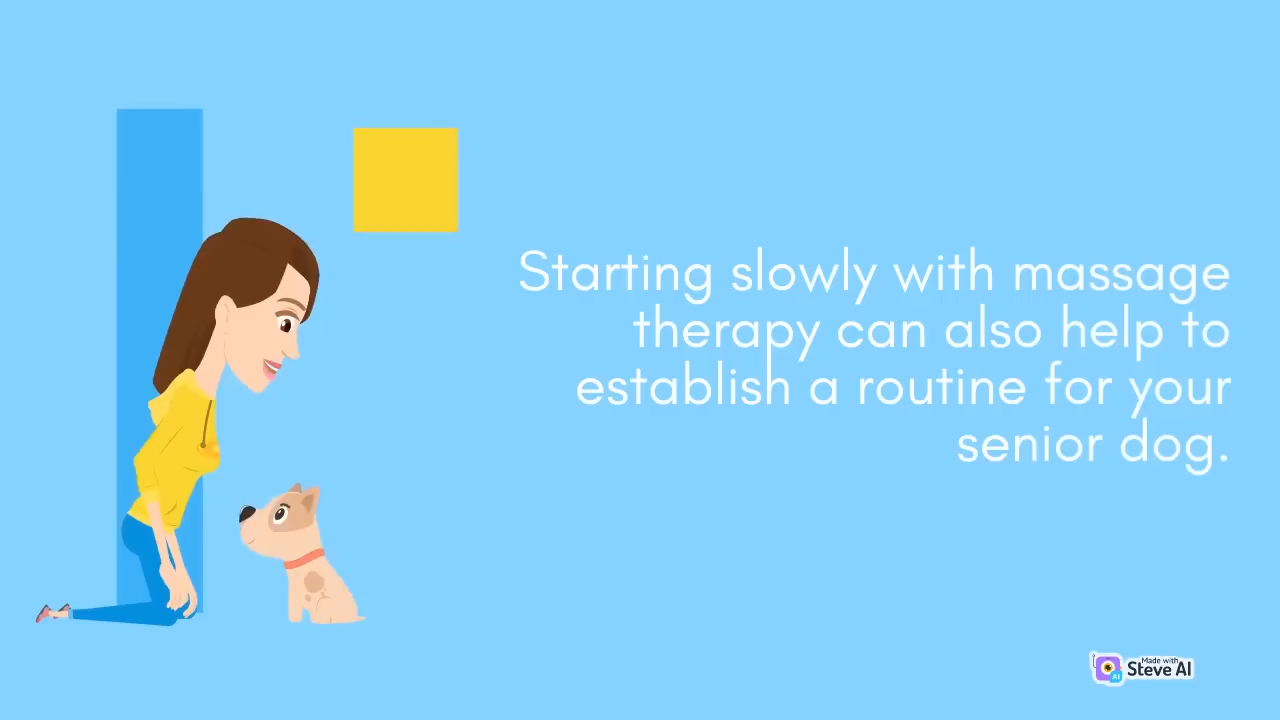 Starting slowly with massage
therapy can also help to
establish a routine for your
senior dog.
Made with
Steve AI
AI